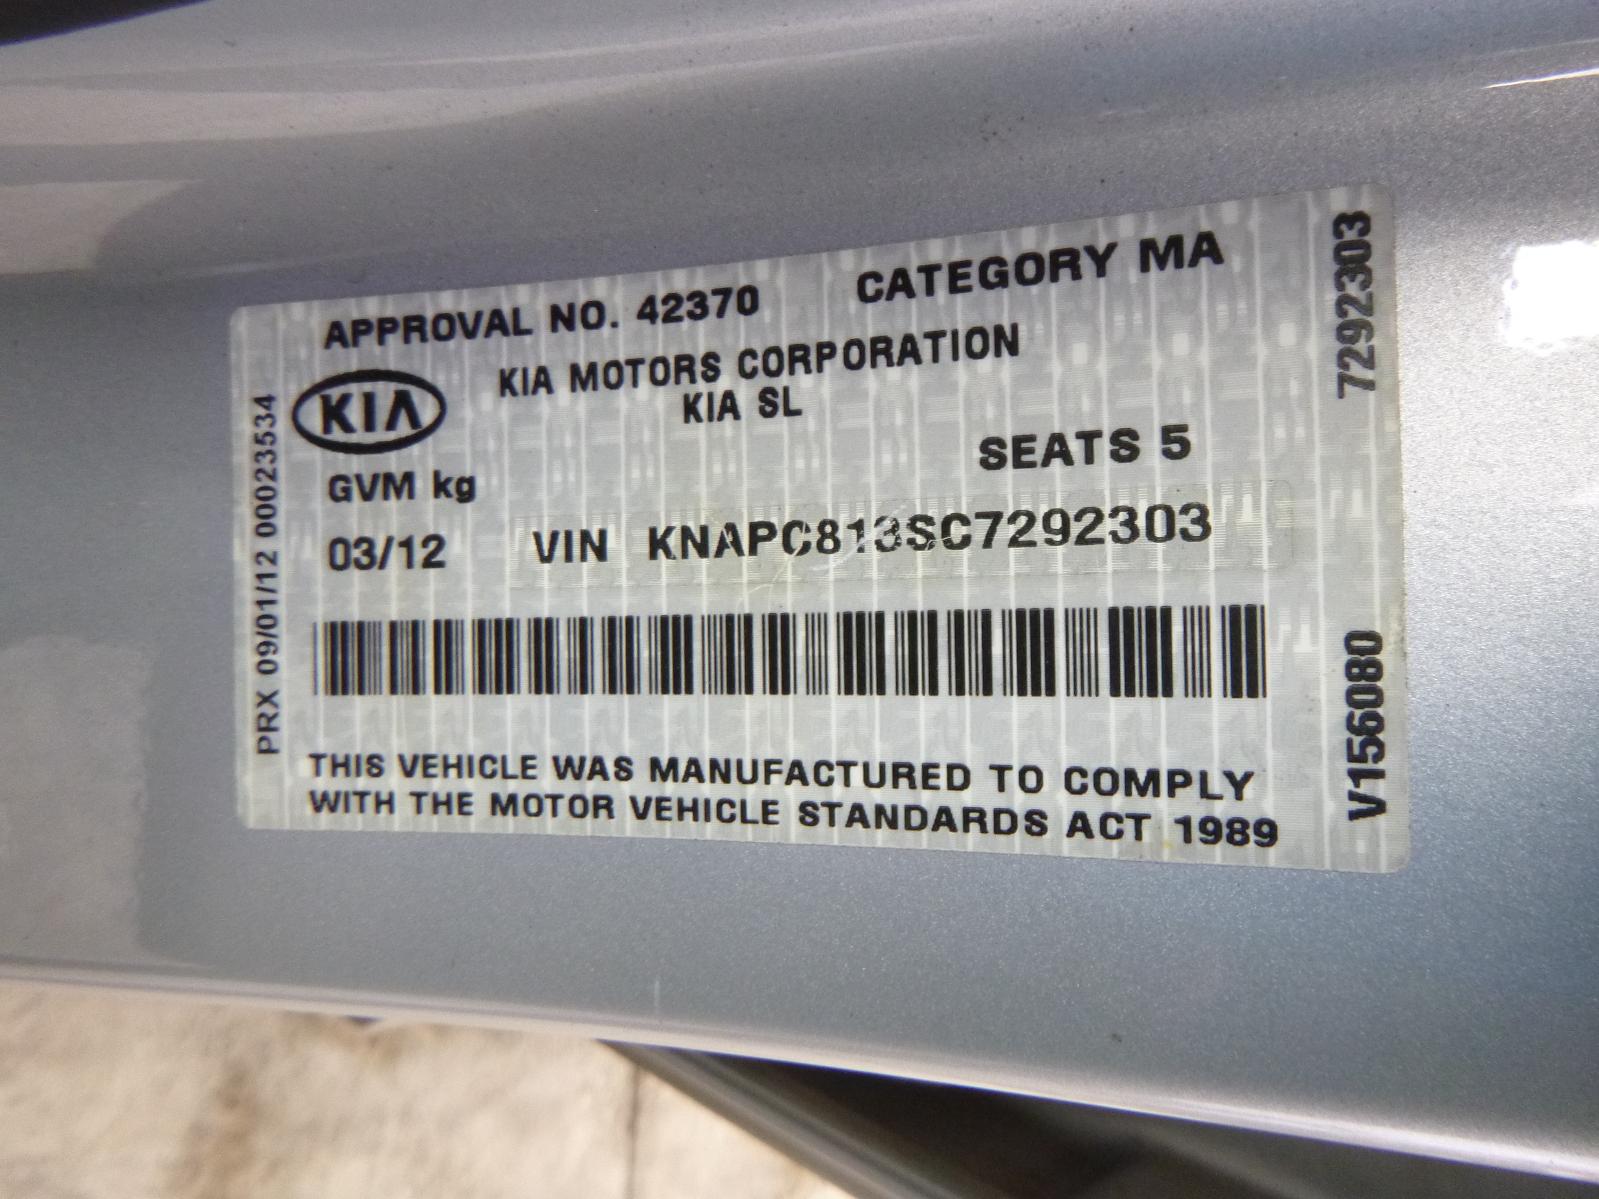 APPROVAL NO. 42370 CATEGORY MA
KIA MOTORS CORPORATION
KIA KIA SL
SEATS 5
GVM kg
03/12 VIN KNAPC813SC7292303
THIS VEHICLE WAS MANUFACTURED TO COMPLY
WITH THE MOTOR VEHICLE STANDARDS ACT 1989
PRX 09/01/12 00023534
V156080 7292303